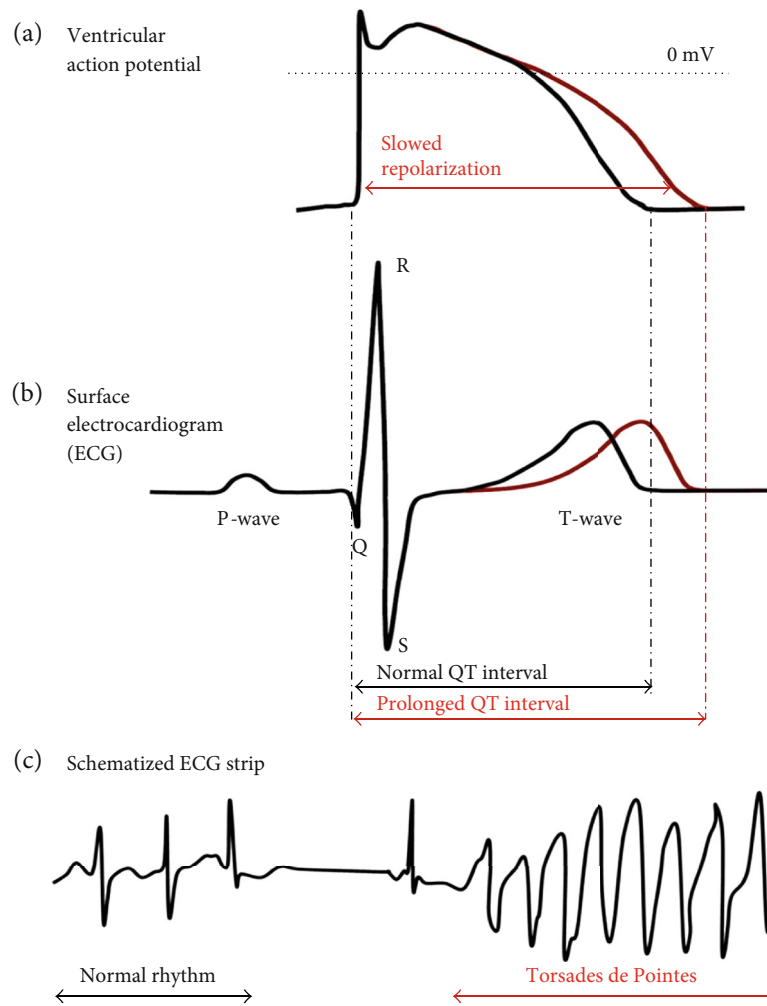 (a) Ventricular
action potential
0 mV
Slowed
repolarization
R
(b) Surface
electrocardiogram
(ECG)
P-wave
Q
T-wave
S
Normal QT interval
Prolonged QT interval
(c) Schematized ECG strip
Normal rhythm
Torsades de Pointes